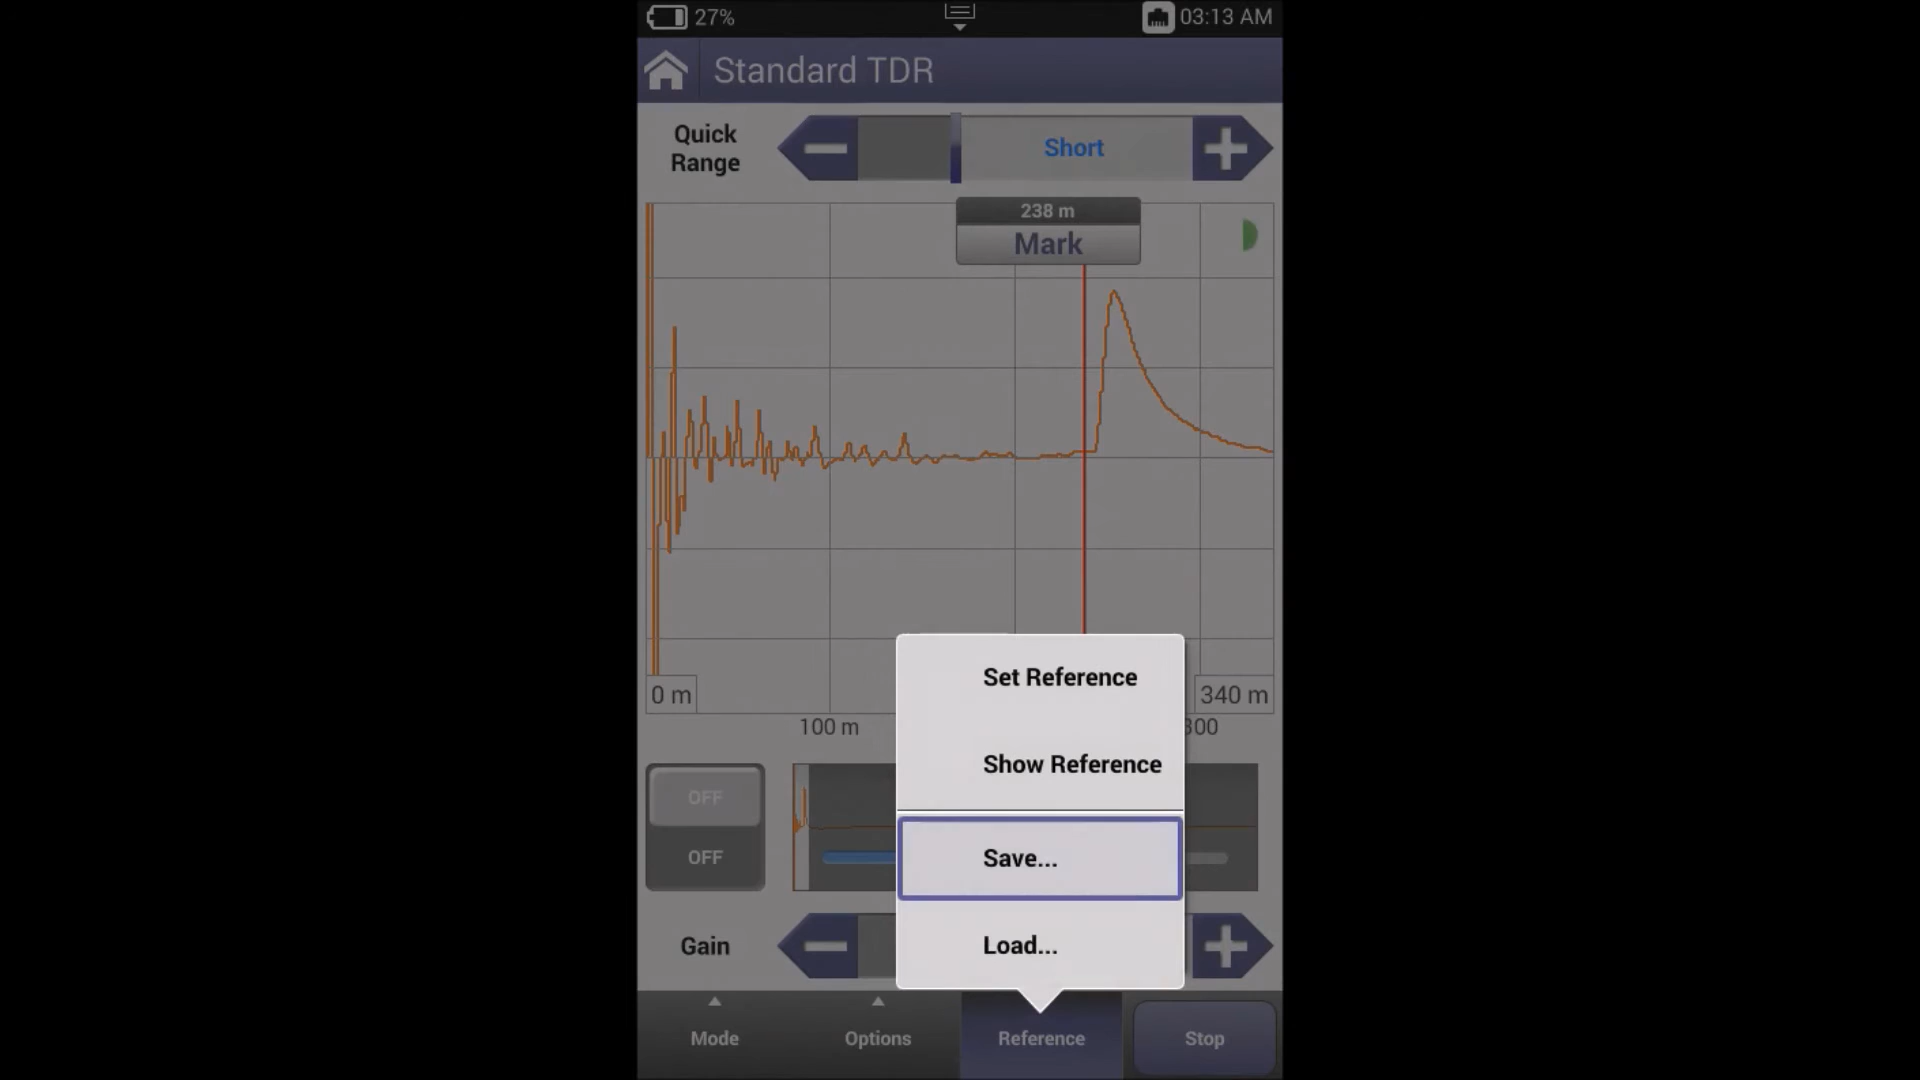 27%
03:13 AM
Standard TDR
Quick
Range
Short
238 m
Mark
0 m
340 m
100 m
300
Set Reference
Show Reference
Save...
Load...
OFF
OFF
Gain
Mode
Options
Reference
Stop